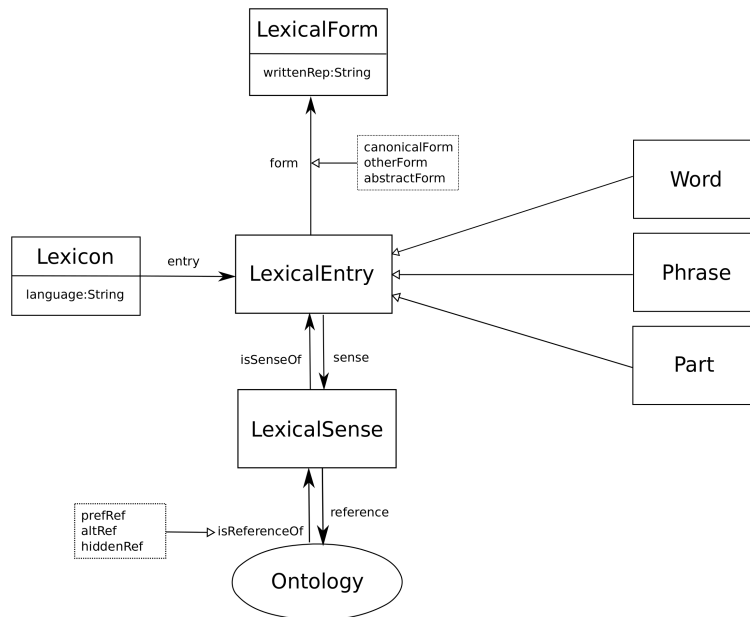 LexicalForm
writtenRep:String
form
canonicalForm
otherForm
abstractForm
Word
Lexicon
language:String
entry
LexicalEntry
Phrase
Part
isSenseOf
sense
LexicalSense
prefRef
altRef
hiddenRef
isReferenceOf
reference
Ontology